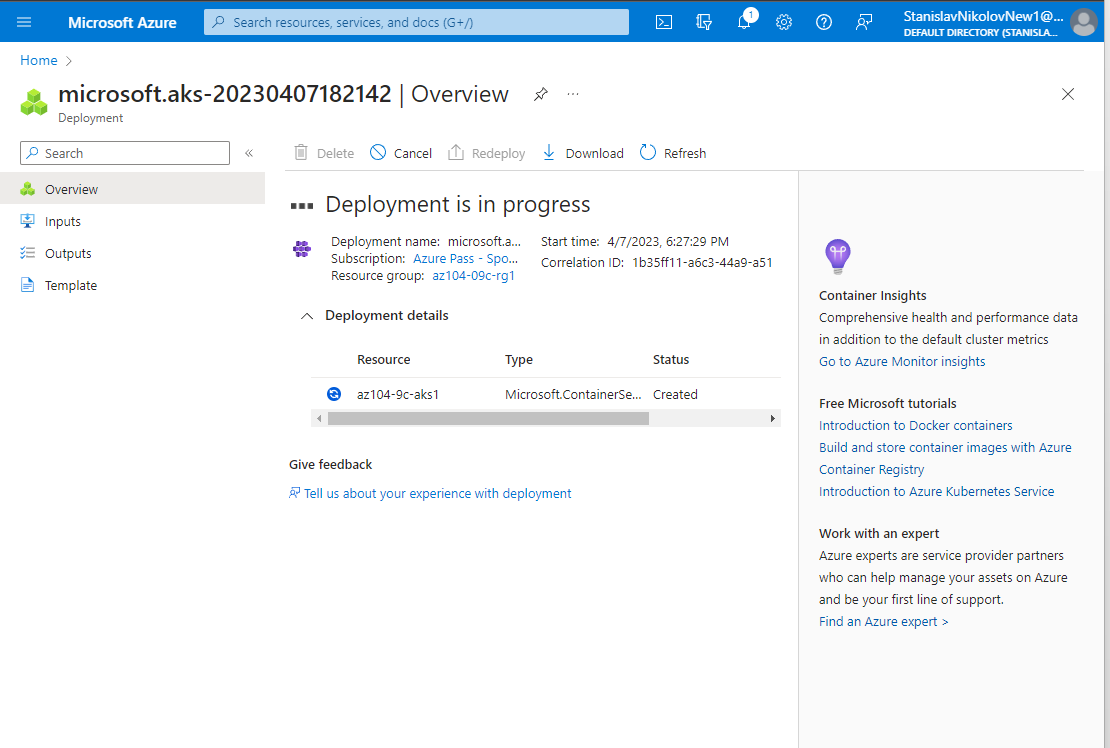 Microsoft Azure
Search resources, services, and docs (G+/)
1
StanislavNikolovNew1@...
DEFAULT DIRECTORY (STANISLA...
Home >
microsoft.aks-20230407182142 | Overview
...
Deployment
Search
«
Delete
Cancel
Redeploy
Download
Refresh
Overview
Inputs
Outputs
Template
Deployment is in progress
Deployment name: microsoft.a...
Subscription: Azure Pass - Spo...
Resource group: az104-09c-rg1
Start time: 4/7/2023, 6:27:29 PM
Correlation ID: 1b35ff11-a6c3-44a9-a51
Deployment details
Resource Type Status
az104-9c-aks1 Microsoft.ContainerSe... Created
Give feedback
Tell us about your experience with deployment
Container Insights
Comprehensive health and performance data
in addition to the default cluster metrics
Go to Azure Monitor insights
Free Microsoft tutorials
Introduction to Docker containers
Build and store container images with Azure
Container Registry
Introduction to Azure Kubernetes Service
Work with an expert
Azure experts are service provider partners
who can help manage your assets on Azure
and be your first line of support.
Find an Azure expert >